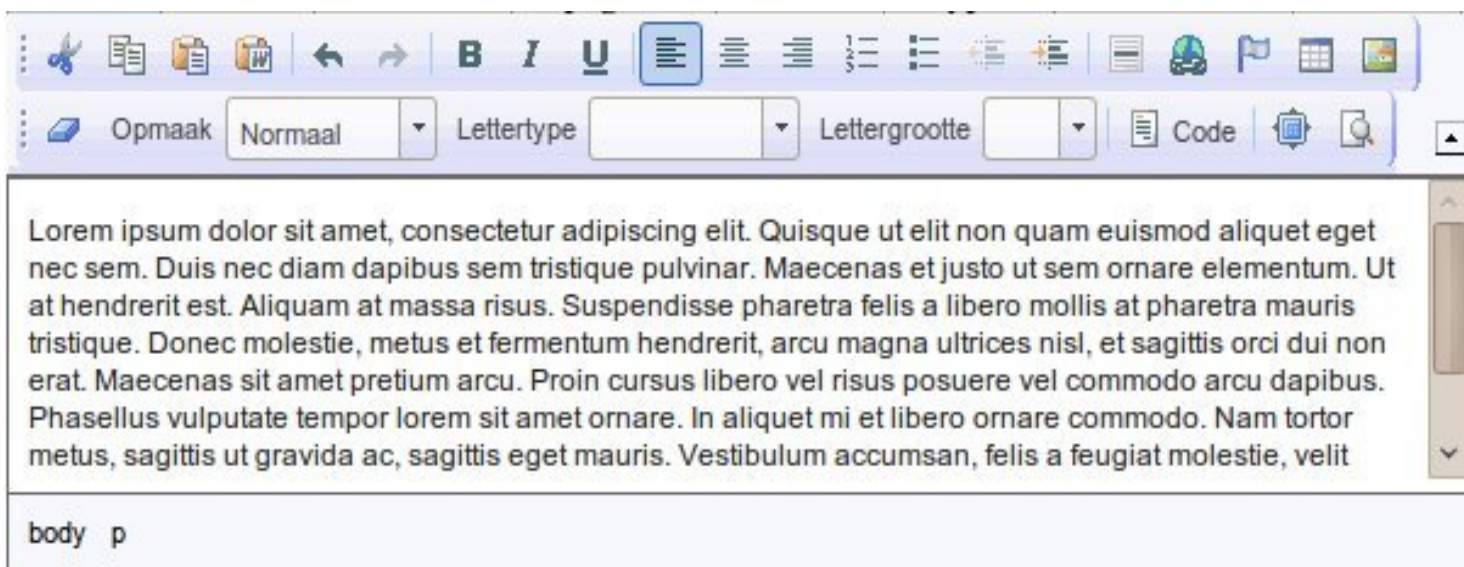 B I U
Opmaak Normaal Lettertype Lettergrootte Code
Lorem ipsum dolor sit amet, consectetur adipiscing elit. Quisque ut elit non quam euismod aliquet eget
nec sem. Duis nec diam dapibus sem tristique pulvinar. Maecenas et justo ut sem ornare elementum. Ut
at hendrerit est. Aliquam at massa risus. Suspendisse pharetra felis a libero mollis at pharetra mauris
tristique. Donec molestie, metus et fermentum hendrerit, arcu magna ultrices nisl, et sagittis orci dui non
erat. Maecenas sit amet pretium arcu. Proin cursus libero vel risus posuere vel commodo arcu dapibus.
Phasellus vulputate tempor lorem sit amet ornare. In aliquet mi et libero ornare commodo. Nam tortor
metus, sagittis ut gravida ac, sagittis eget mauris. Vestibulum accumsan, felis a feugiat molestie, velit
body p